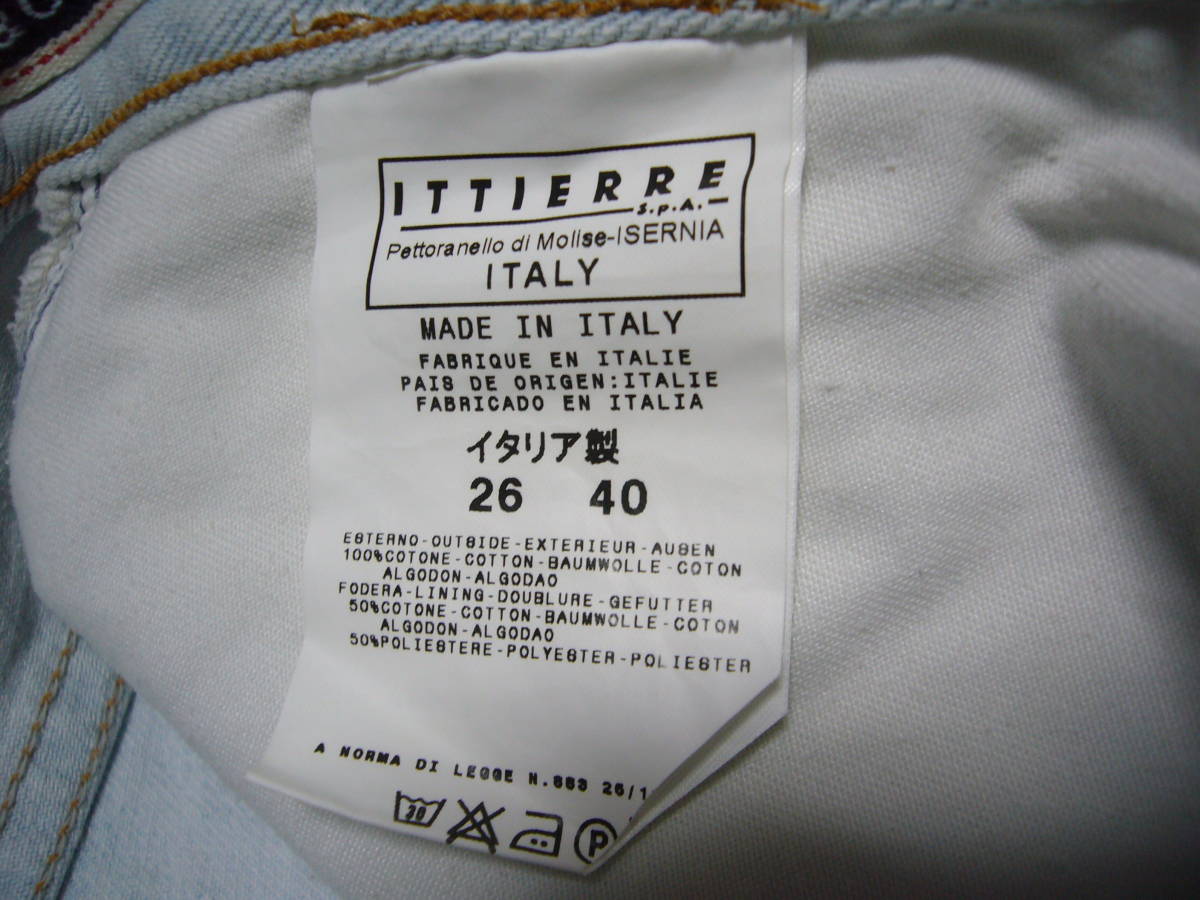 ITTIERRE
S.p.A.
Pettoranello di Molise-ISERNIA
ITALY
MADE IN ITALY
FABRIQUE EN ITALIE
PAIS DE ORIGEN:ITALIE
FABRICADO EN ITALIA
イタリア製
26 40
ESTERNO-OUTSIDE-EXTERIEUR-AUSEN
100%COTONE-COTTON-BAUMWOLLE-COTON
ALGODON-ALGODAO
FODERA-LINING-DOUBLURE-GEFUTTER
50%COTONE-COTTON-BAUMWOLLE-COTON
ALGODON-ALGODAO
50%POLIESTERE-POLYESTER-POLIESTER
A NORMA DI LEGGE N.883 26/1
P